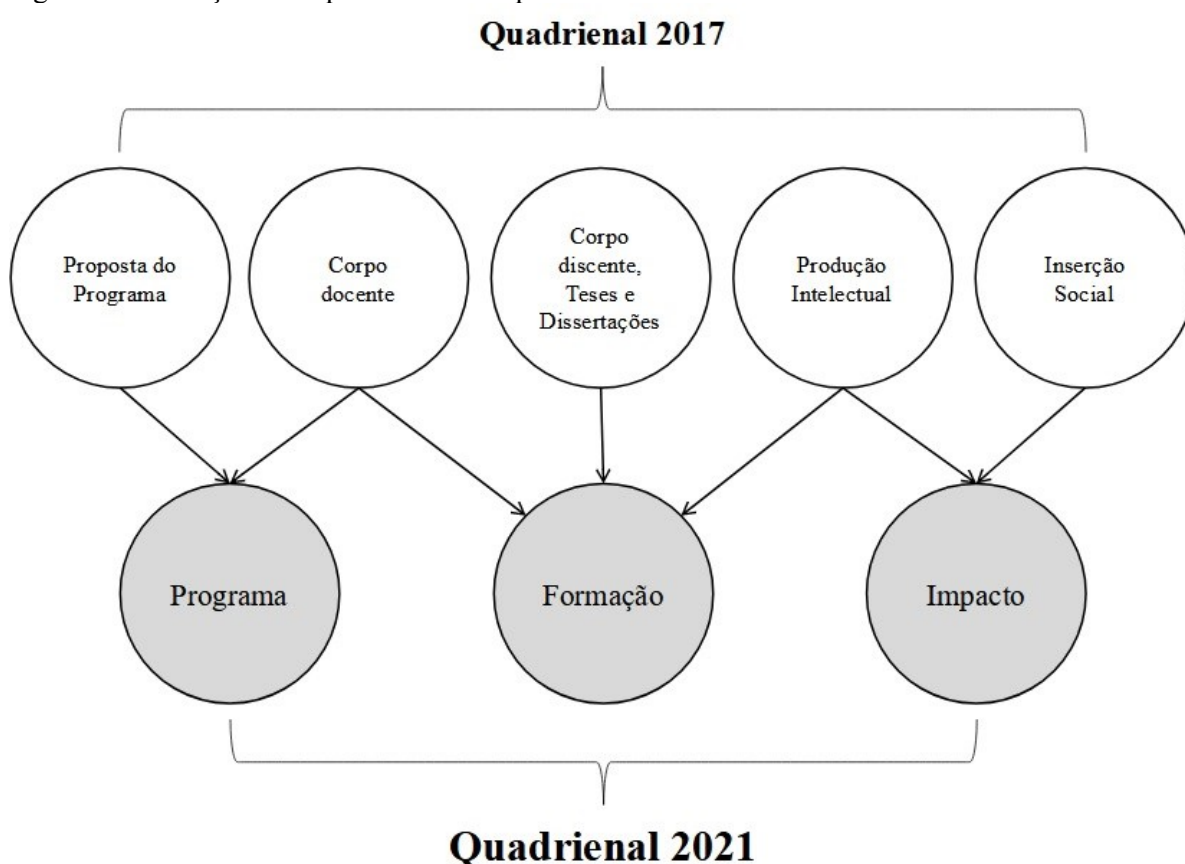 Quadrienal 2017
Proposta do
Programa
Corpo
docente
Corpo
discente,
Teses e
Dissertações
Produção
Intelectual
Inserção
Social
Programa
Formação
Impacto
Quadrienal 2021